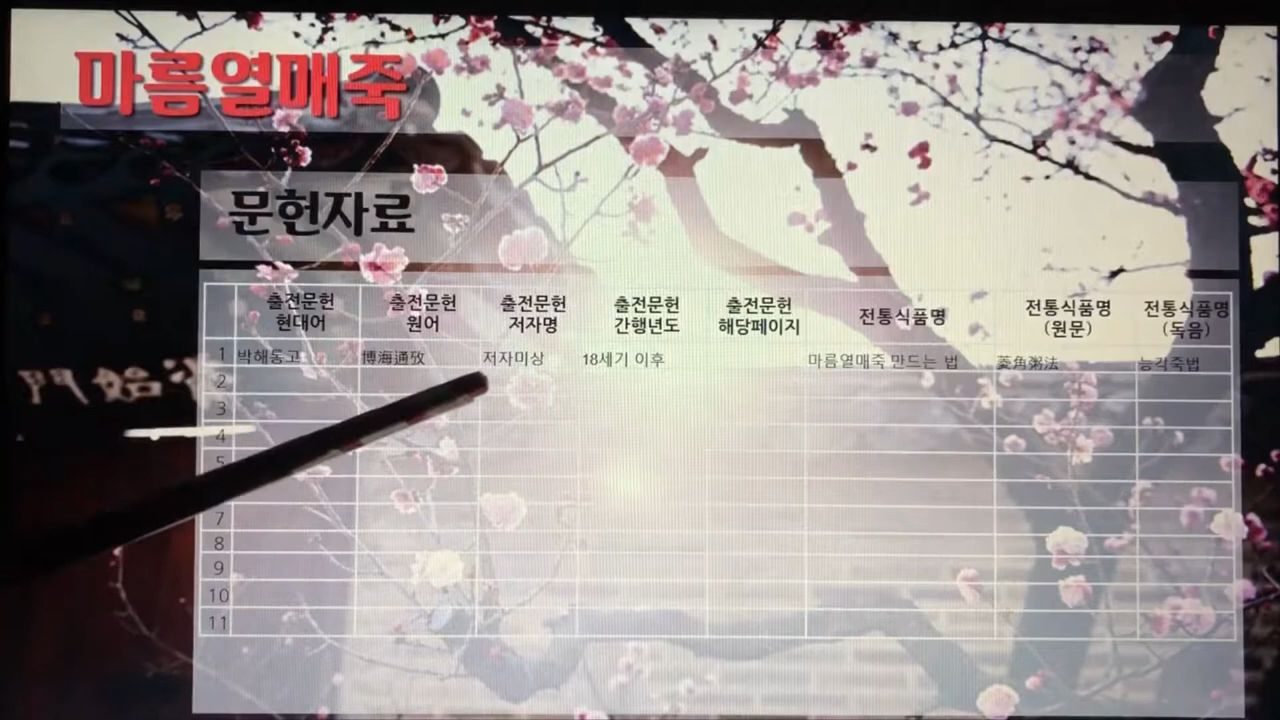 마름열매죽
문헌자료
출전문헌 현대어
출전문헌 원어
출전문헌 저자명
출전문헌 간행년도
출전문헌 해당페이지
전통식품명
전통식품명 (원문)
전통식품명 (독음)
1 박해통고 博海通攷 저자미상 18세기 이후 마름열매죽 만드는 법 菱角粥法 능각죽법
2
3
4
5
7
8
9
10
11
門始